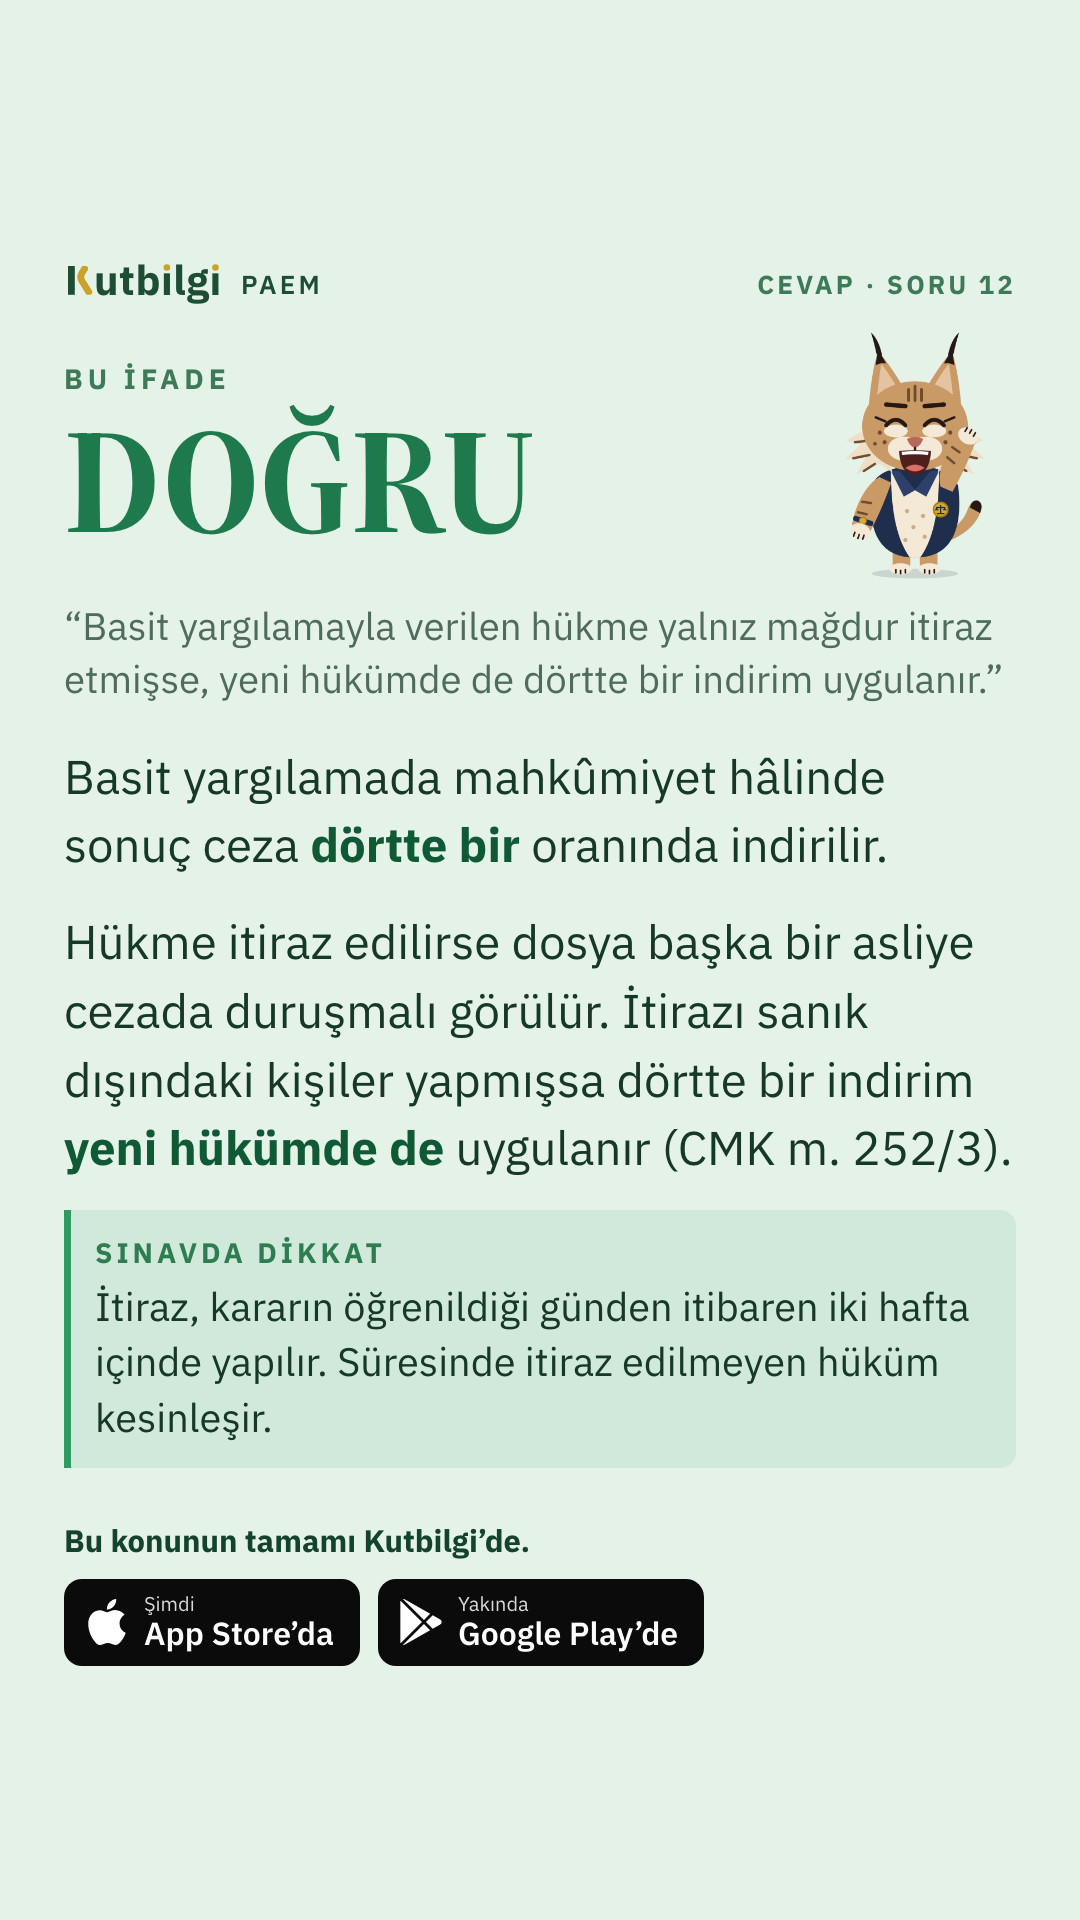 Kutbilgi PAEM
CEVAP · SORU 12
BU İFADE
DOĞRU
“Basit yargılamayla verilen hükme yalnız mağdur itiraz
etmişse, yeni hükümde de dörtte bir indirim uygulanır.”
Basit yargılamada mahkûmiyet hâlinde
sonuç ceza dörtte bir oranında indirilir.
Hükme itiraz edilirse dosya başka bir asliye
cezada duruşmalı görülür. İtirazı sanık
dışındaki kişiler yapmışsa dörtte bir indirim
yeni hükümde de uygulanır (CMK m. 252/3).
SINAVDA DİKKAT
İtiraz, kararın öğrenildiği günden itibaren iki hafta
içinde yapılır. Süresinde itiraz edilmeyen hüküm
kesinleşir.
Bu konunun tamamı Kutbilgi’de.
Şimdi
App Store’da
Yakında
Google Play’de